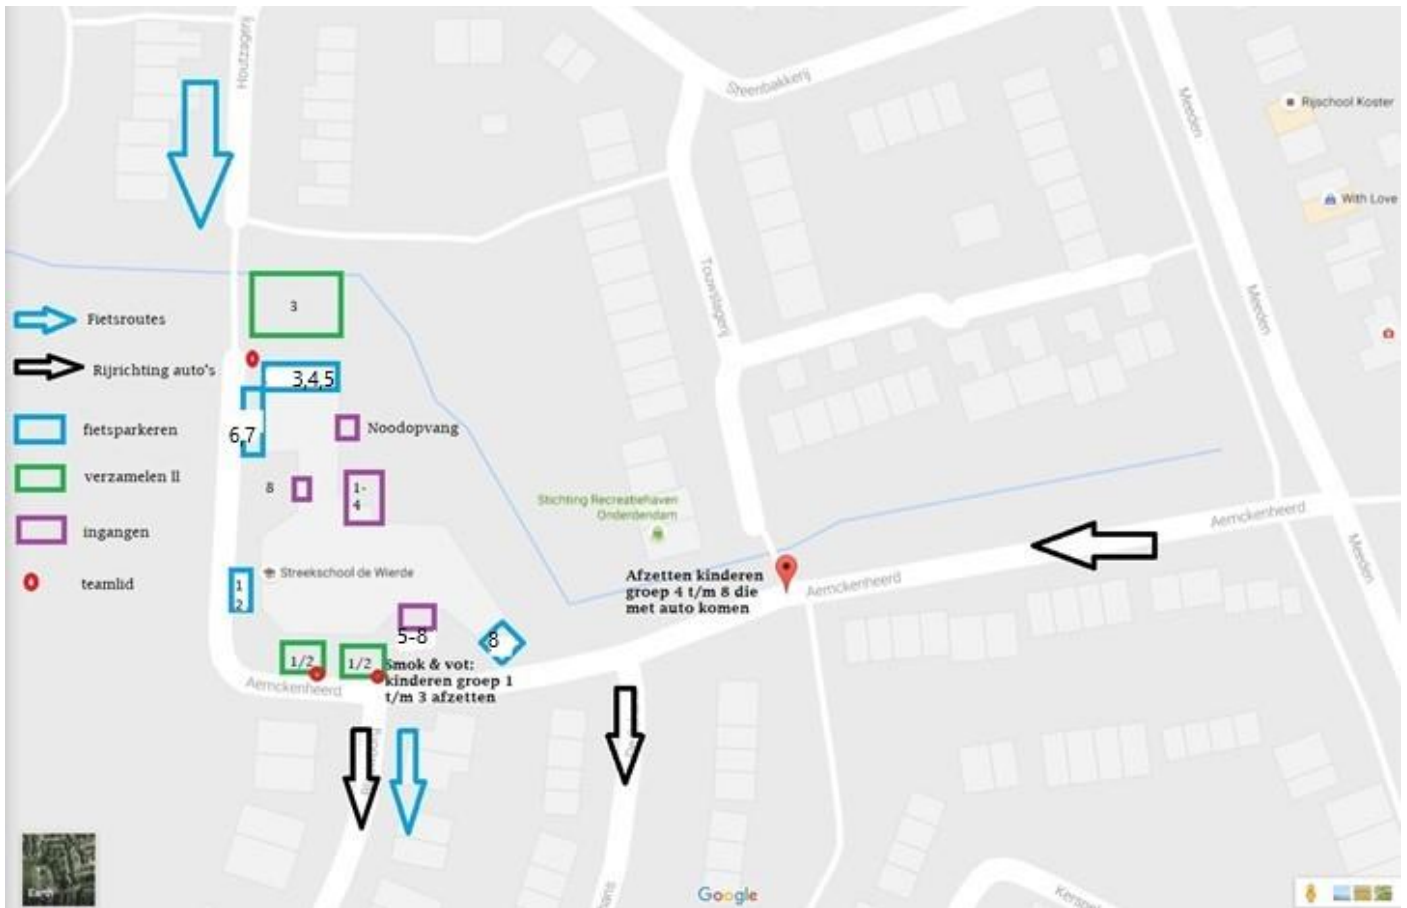 Houtzagerij
Steenbakkerij
Meeden
Rijschool Koster
With Love
Touwslagerij
Meeden
3
Fietsroutes
Rijrichting auto's
3,4,5
fietsparkeren
6,7
Noodopvang
verzamelen ll
8
1-
4
ingangen
Stichting Recreatiehaven
Onderdendam
Aernckenheerd
Meeden
teamlid
1
2
Streekschool de Wierde
Afzetten kinderen
groep 4 t/m 8 die
met auto komen
Aernckenheerd
5-8
8
1/2
1/2
Smok & vot:
kinderen groep 1
t/m 3 afzetten
Aernckenheerd
Earth
Google